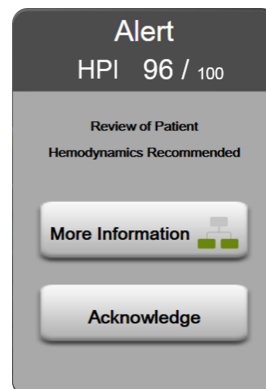 Alert
HPI 96 / 100
Review of Patient
Hemodynamics Recommended
More Information
Acknowledge